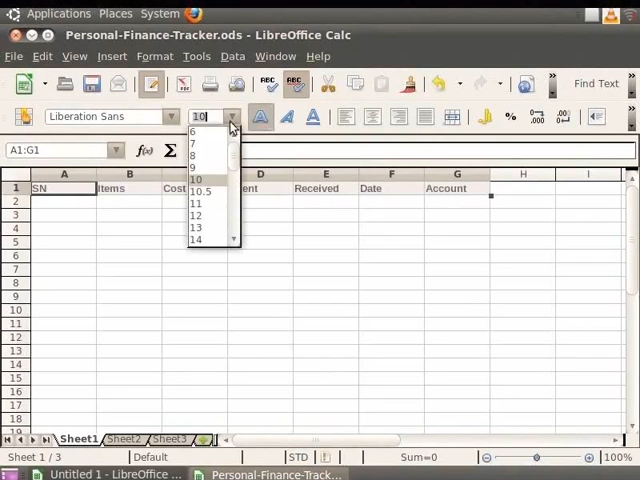 Applications Places System
Personal-Finance-Tracker.ods - LibreOffice Calc
File Edit View Insert Format Tools Data Window Help
ABC ABC Find Text
Liberation Sans 10 A A A %
A1:G1 f(x) Σ
6
7
8
9
10
10.5
11
12
13
14
A B D E F G H I
1 SN Items Cost ent Received Date Account
2
3
4
5
6
7
8
9
10
11
12
13
14
15
16
17
18
19
Sheet1 Sheet2 Sheet3
Sheet 1 / 3 Default STD Sum=0 100%
Untitled 1 - LibreOffice ... Personal-Finance-Track...